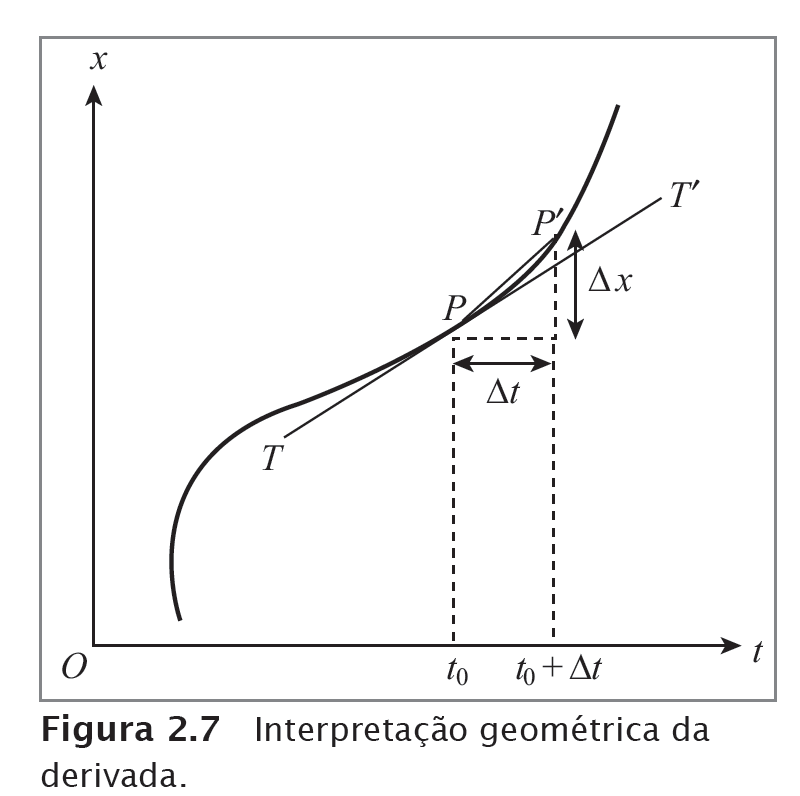 x
T′
P′
Δx
P
Δt
T
O
t₀
t₀ + Δt
t
Figura 2.7 Interpretação geométrica da
derivada.